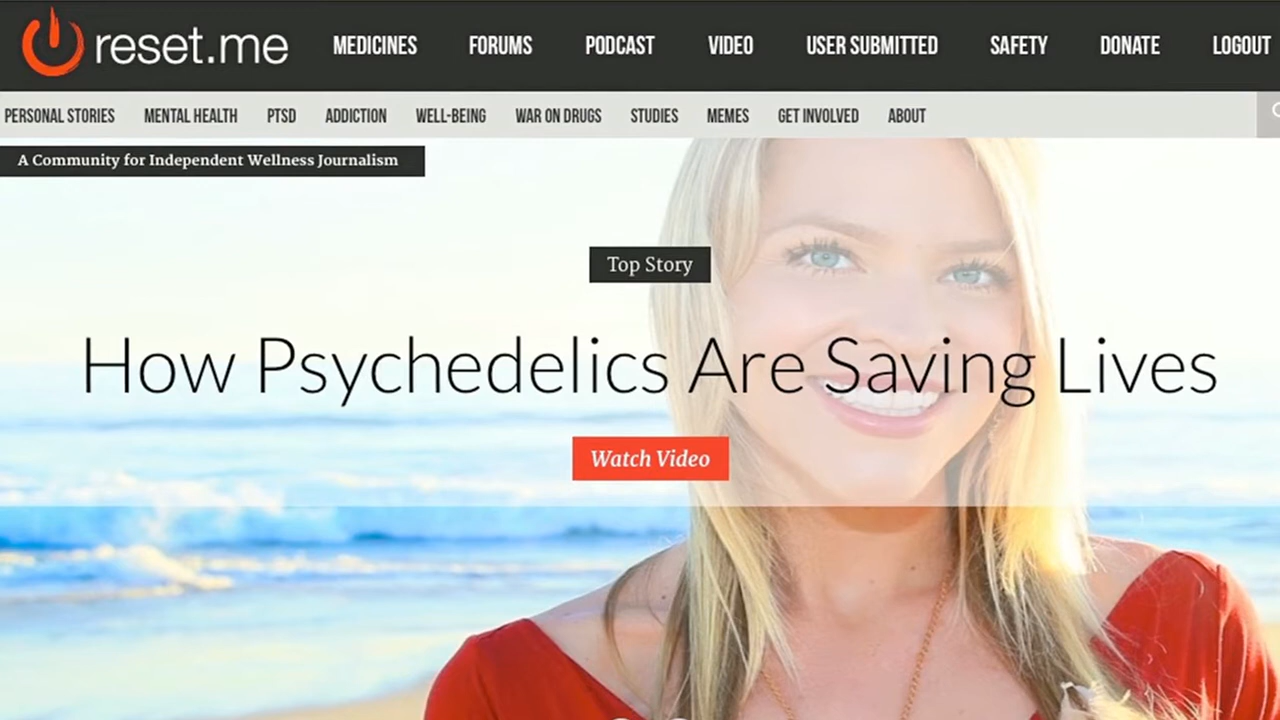 reset.me MEDICINES FORUMS PODCAST VIDEO USER SUBMITTED SAFETY DONATE LOGOUT
PERSONAL STORIES MENTAL HEALTH PTSD ADDICTION WELL-BEING WAR ON DRUGS STUDIES MEMES GET INVOLVED ABOUT
A Community for Independent Wellness Journalism
Top Story
How Psychedelics Are Saving Lives
Watch Video